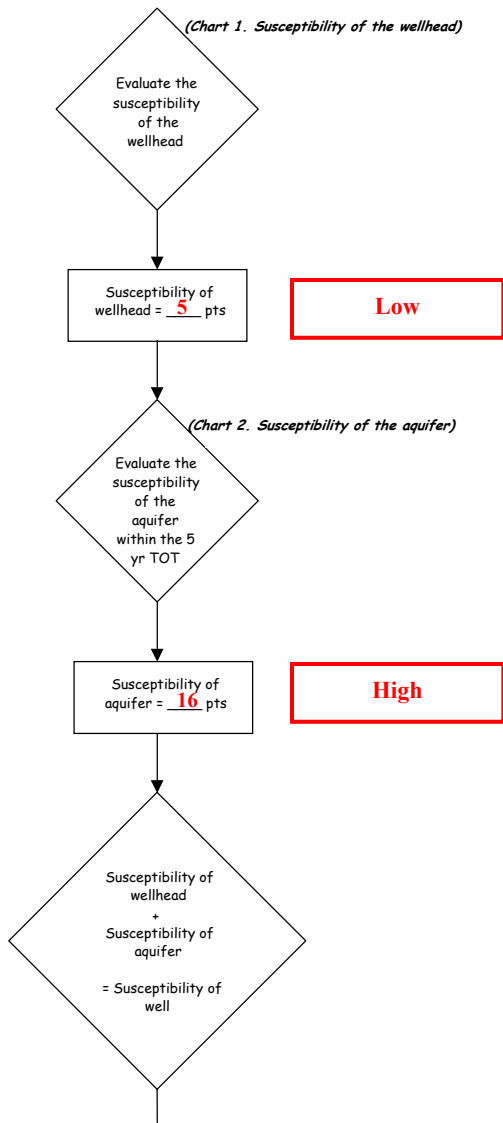 (Chart 1. Susceptibility of the wellhead)
Evaluate the
susceptibility
of the
wellhead
Susceptibility of
wellhead = __5__ pts
Low
(Chart 2. Susceptibility of the aquifer)
Evaluate the
susceptibility
of the
aquifer
within the 5
yr TOT
Susceptibility of
aquifer = _16_ pts
High
Susceptibility of
wellhead
+
Susceptibility of
aquifer
= Susceptibility of
well